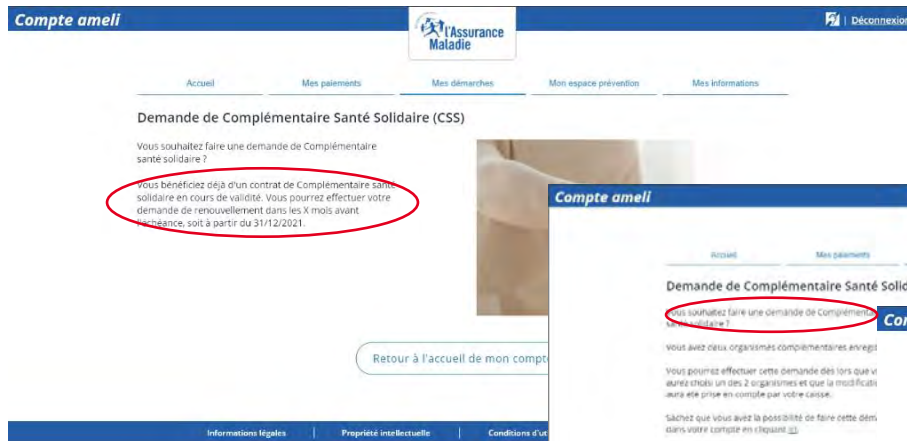 Compte ameli
l'Assurance
Maladie
Déconnexion
Accueil
Mes paiements
Mes démarches
Mon espace prévention
Mes informations
Demande de Complémentaire Santé Solidaire (CSS)
Vous souhaitez faire une demande de Complémentaire
santé solidaire ?
Vous bénéficiez déjà d'un contrat de Complémentaire santé
solidaire en cours de validité. Vous pourrez effectuer votre
demande de renouvellement dans les X mois avant
l'échéance, soit à partir du 31/12/2021.
Retour à l'accueil de mon compt
Informations légales | Propriété intellectuelle | Conditions d'ut
Compte ameli
Accueil
Mes paiements
Demande de Complémentaire Santé Solid
Vous souhaitez faire une demande de Complémenta
santé solidaire ?
Vous avez deux organismes complémentaires enregis
Vous pourrez effectuer cette demande dès lors que v
aurez choisi un des 2 organismes et que la modificati
aura été prise en compte par votre caisse.
Sachez que vous avez la possibilité de faire cette dém
dans votre compte en cliquant ici.
Con